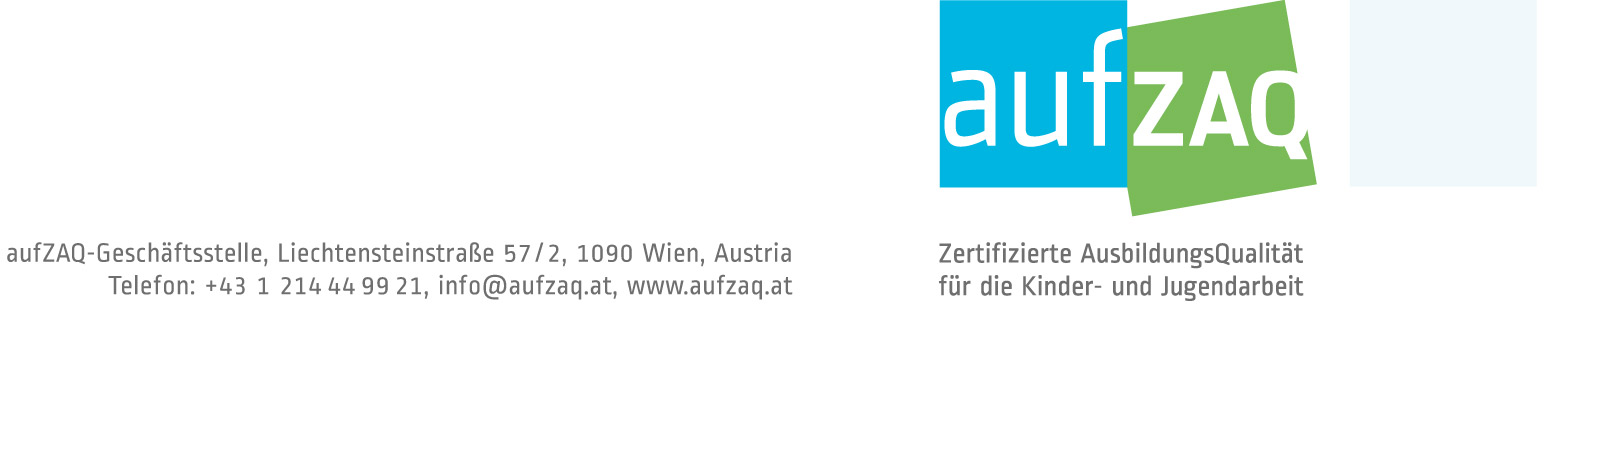 aufZAQ
aufZAQ-Geschäftsstelle, Liechtensteinstraße 57/2, 1090 Wien, Austria
Telefon: +43 1 214 44 99 21, info@aufzaq.at, www.aufzaq.at
Zertifizierte AusbildungsQualität
für die Kinder- und Jugendarbeit